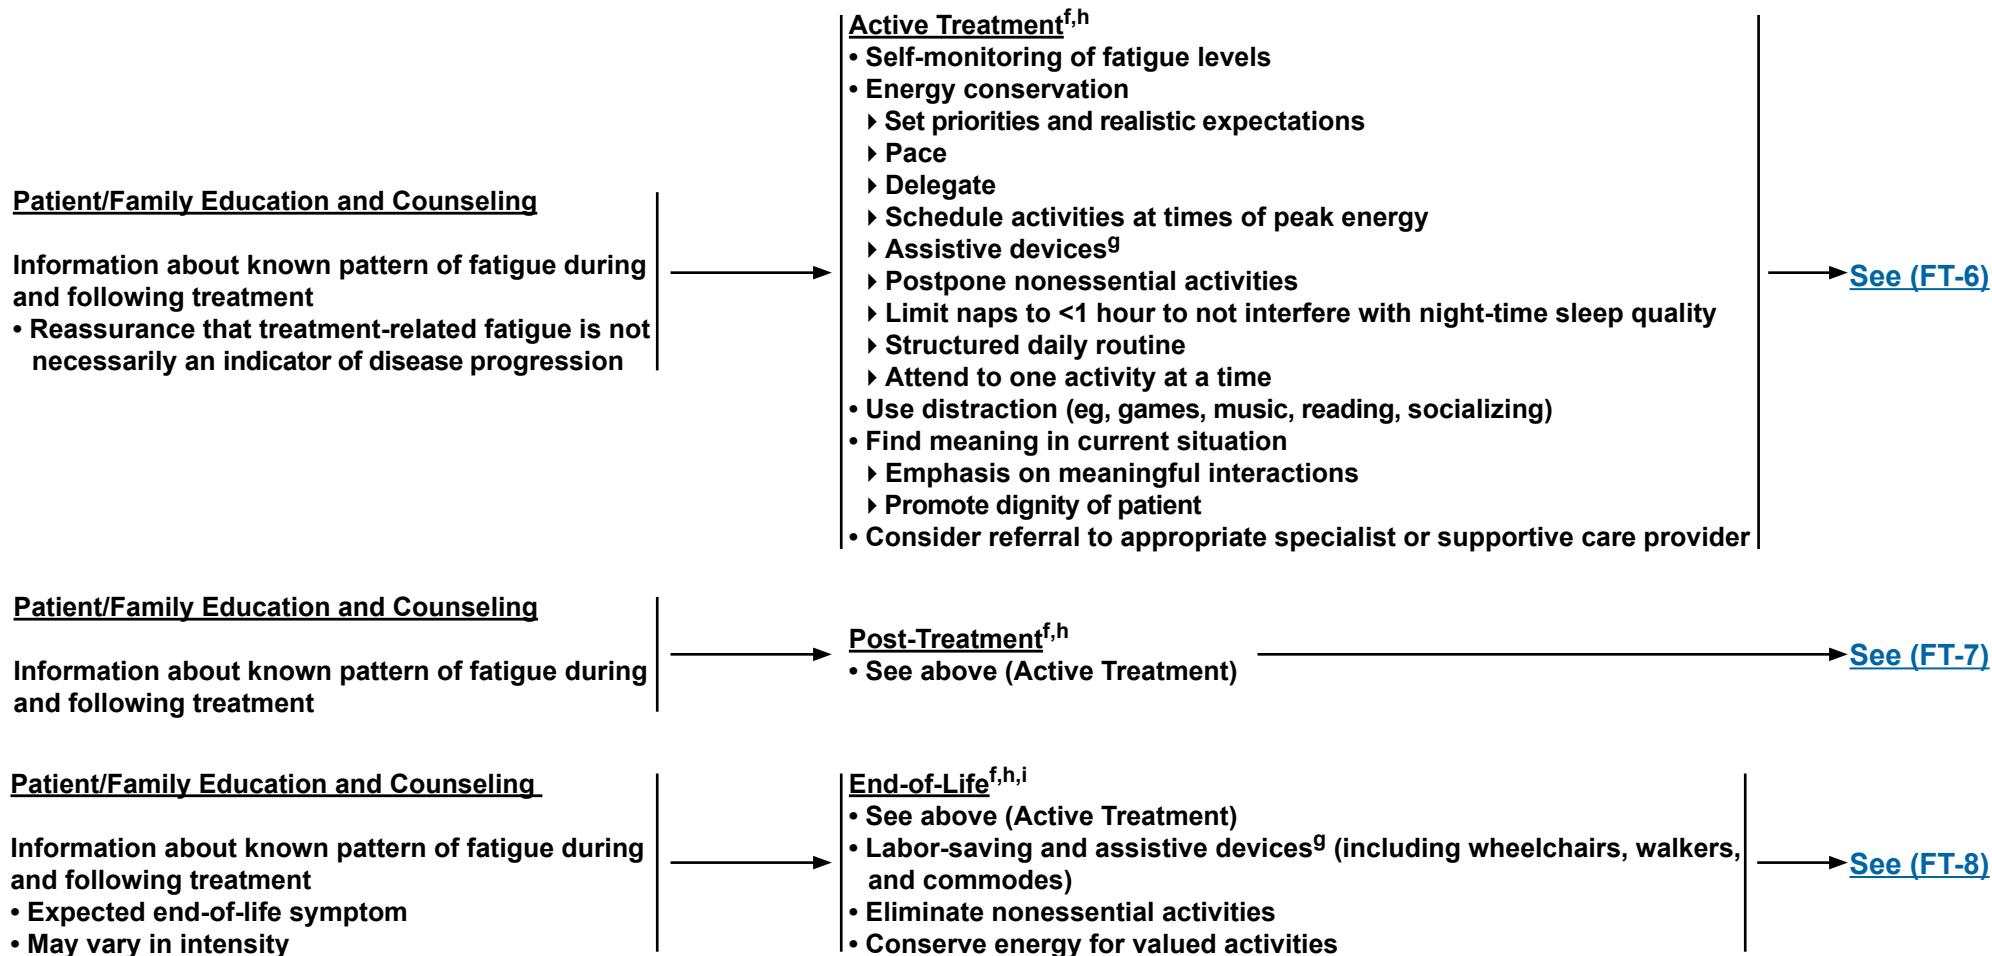 Patient/Family Education and Counseling
Information about known pattern of fatigue during
and following treatment
• Reassurance that treatment-related fatigue is not
necessarily an indicator of disease progression
Active Treatmentf,h
• Self-monitoring of fatigue levels
• Energy conservation
▸ Set priorities and realistic expectations
▸ Pace
▸ Delegate
▸ Schedule activities at times of peak energy
▸ Assistive devicesg
▸ Postpone nonessential activities
▸ Limit naps to <1 hour to not interfere with night-time sleep quality
▸ Structured daily routine
▸ Attend to one activity at a time
• Use distraction (eg, games, music, reading, socializing)
• Find meaning in current situation
▸ Emphasis on meaningful interactions
▸ Promote dignity of patient
• Consider referral to appropriate specialist or supportive care provider
See (FT-6)
Patient/Family Education and Counseling
Information about known pattern of fatigue during
and following treatment
Post-Treatmentf,h
• See above (Active Treatment)
See (FT-7)
Patient/Family Education and Counseling
Information about known pattern of fatigue during
and following treatment
• Expected end-of-life symptom
• May vary in intensity
End-of-Lifef,h,i
• See above (Active Treatment)
• Labor-saving and assistive devicesg (including wheelchairs, walkers,
and commodes)
• Eliminate nonessential activities
• Conserve energy for valued activities
See (FT-8)